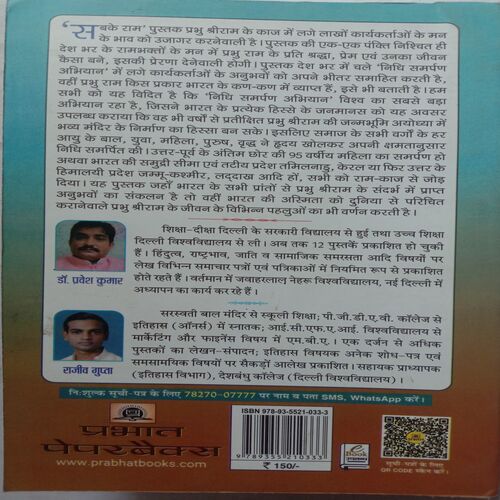 'सबके राम' पुस्तक प्रभु श्रीराम के काज में लगे लाखों कार्यकर्ताओं के मन
के भाव को उजागर करनेवाली है। पुस्तक की एक-एक पंक्ति निश्चित ही
देश भर के रामभक्तों के मन में प्रभु राम के प्रति श्रद्धा, प्रेम एवं उनका जीवन
कैसा बने, इसकी प्रेरणा देनेवाली होगी। पुस्तक देश भर में चले 'निधि समर्पण
अभियान' में लगे कार्यकर्ताओं के अनुभवों को अपने भीतर समाहित करती है,
वहीं प्रभु राम किस प्रकार भारत के कण-कण में व्याप्त हैं, इसे भी बताती है। हम
सभी को यह विदित है कि 'निधि समर्पण अभियान' विश्व का सबसे बड़ा
अभियान रहा है, जिसने भारत के प्रत्येक हिस्से के जनमानस को यह अवसर
उपलब्ध कराया कि वह भी वर्षों से प्रतीक्षित प्रभु श्रीराम की जन्मभूमि अयोध्या में
भव्य मंदिर के निर्माण का हिस्सा बन सके। इसलिए समाज के सभी वर्गों के हर
आयु के बाल, युवा, महिला, पुरुष, वृद्ध ने हृदय खोलकर अपनी क्षमतानुसार
निधि समर्पित की। उत्तर-पूर्व के अंतिम छोर की 95 वर्षीय महिला का समर्पण हो
अथवा भारत की समुद्री सीमा एवं तटीय प्रदेश तमिलनाडु, केरल या फिर उत्तर के
हिमालयी प्रदेश जम्मू-कश्मीर, लद्दाख आदि हों, सभी को राम-काज से जोड़
दिया। यह पुस्तक जहाँ भारत के सभी प्रांतों से प्रभु श्रीराम के संदर्भ में प्राप्त
अनुभवों का संकलन है तो वहीं भारत की अस्मिता को दुनिया से परिचित
करानेवाले प्रभु श्रीराम के जीवन के विभिन्न पहलुओं का भी वर्णन करती है।
शिक्षा-दीक्षा दिल्ली के सरकारी विद्यालय से हुई तथा उच्च शिक्षा
दिल्ली विश्वविद्यालय से ली। अब तक 12 पुस्तकें प्रकाशित हो चुकी
हैं। हिंदुत्व, राष्ट्रभाव, जाति व सामाजिक समरसता आदि विषयों पर
लेख विभिन्न समाचार पत्रों एवं पत्रिकाओं में नियमित रूप से प्रकाशित
होते रहते हैं। वर्तमान में जवाहरलाल नेहरू विश्वविद्यालय, नई दिल्ली में
अध्यापन का कार्य कर रहे हैं।
डॉ. प्रवेश कुमार
सरस्वती बाल मंदिर से स्कूली शिक्षा; पी.जी.डी.ए.वी. कॉलेज से
इतिहास (ऑनर्स) में स्नातक; आई.सी.एफ.ए.आई. विश्वविद्यालय से
मार्केटिंग और फाइनेंस विषय में एम.बी.ए.। एक दर्जन से अधिक
पुस्तकों का लेखन-संपादन; इतिहास विषयक अनेक शोध-पत्र एवं
समसामयिक विषयों पर सैकड़ों आलेख प्रकाशित। सहायक प्राध्यापक
(इतिहास विभाग), देशबंधु कॉलेज (दिल्ली विश्वविद्यालय)।
राजीव गुप्ता
नि:शुल्क सूची-पत्र के लिए 78270-07777 पर नाम व पता SMS, WhatsApp करें।
प्रभात
पेपरबैक्स
www.prabhatbooks.com
ISBN 978-93-5521-033-3
9 789355 210333
₹ 150/-
eBook
उपलब्ध
सूची-पत्रों के लिए
QR CODE स्कैन करें।